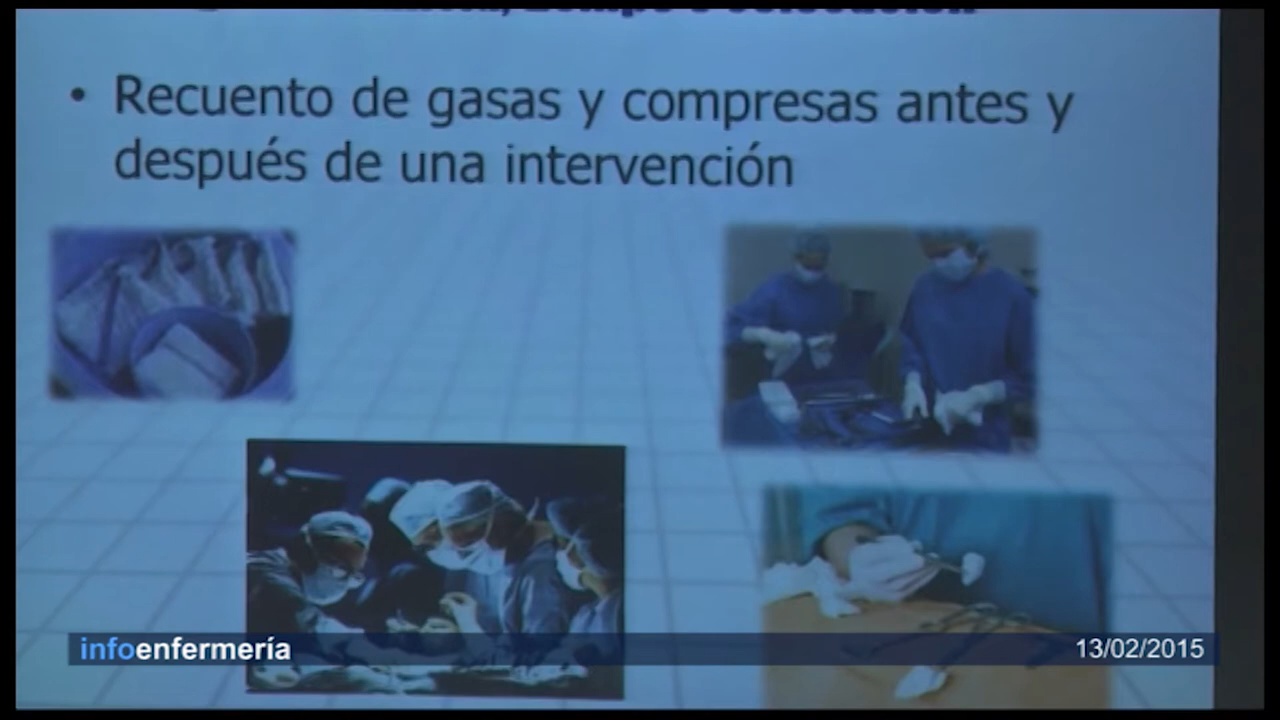 • Recuento de gasas y compresas antes y
después de una intervención
infoenfermería
13/02/2015